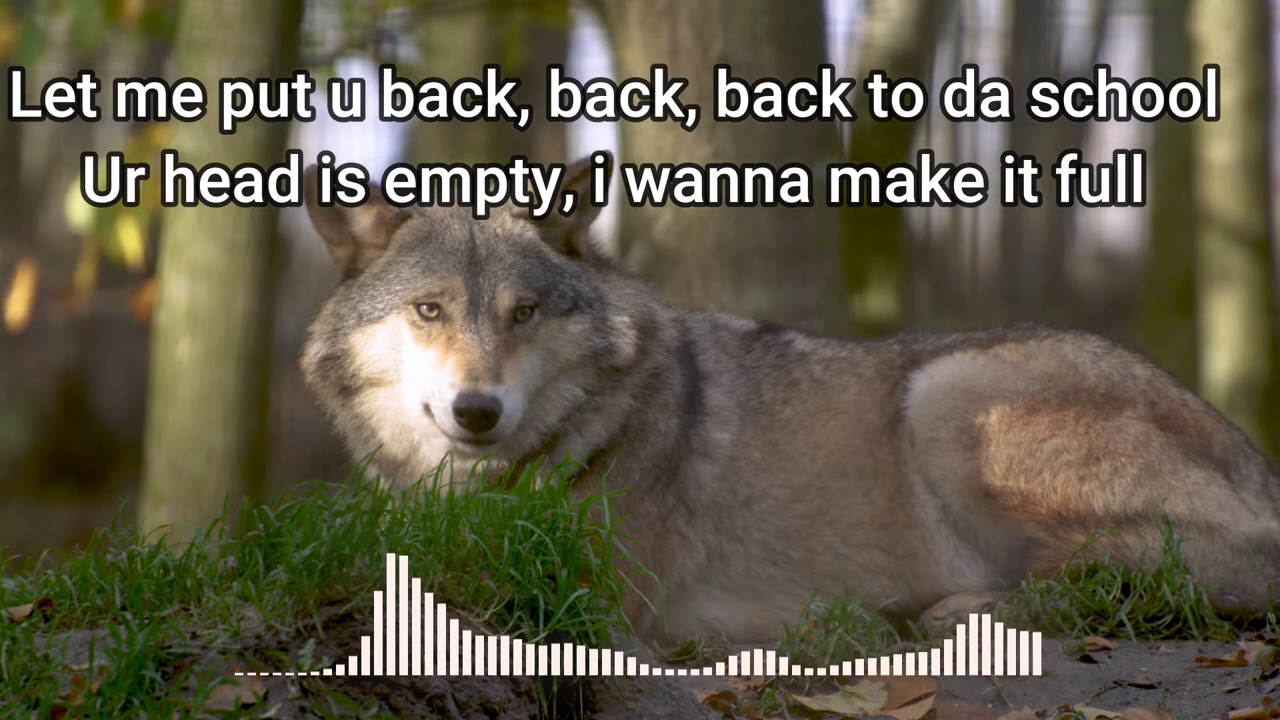 Let me put u back, back, back to da school
Ur head is empty, i wanna make it full